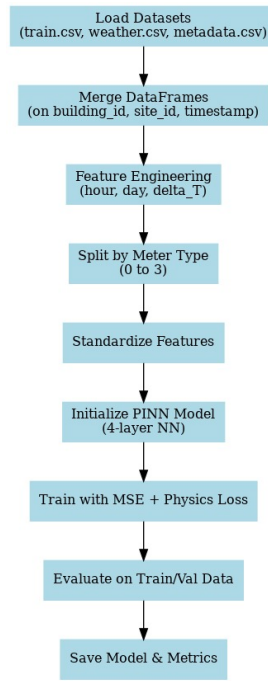 Load Datasets
(train.csv, weather.csv, metadata.csv)
Merge DataFrames
(on building_id, site_id, timestamp)
Feature Engineering
(hour, day, delta_T)
Split by Meter Type
(0 to 3)
Standardize Features
Initialize PINN Model
(4-layer NN)
Train with MSE + Physics Loss
Evaluate on Train/Val Data
Save Model & Metrics